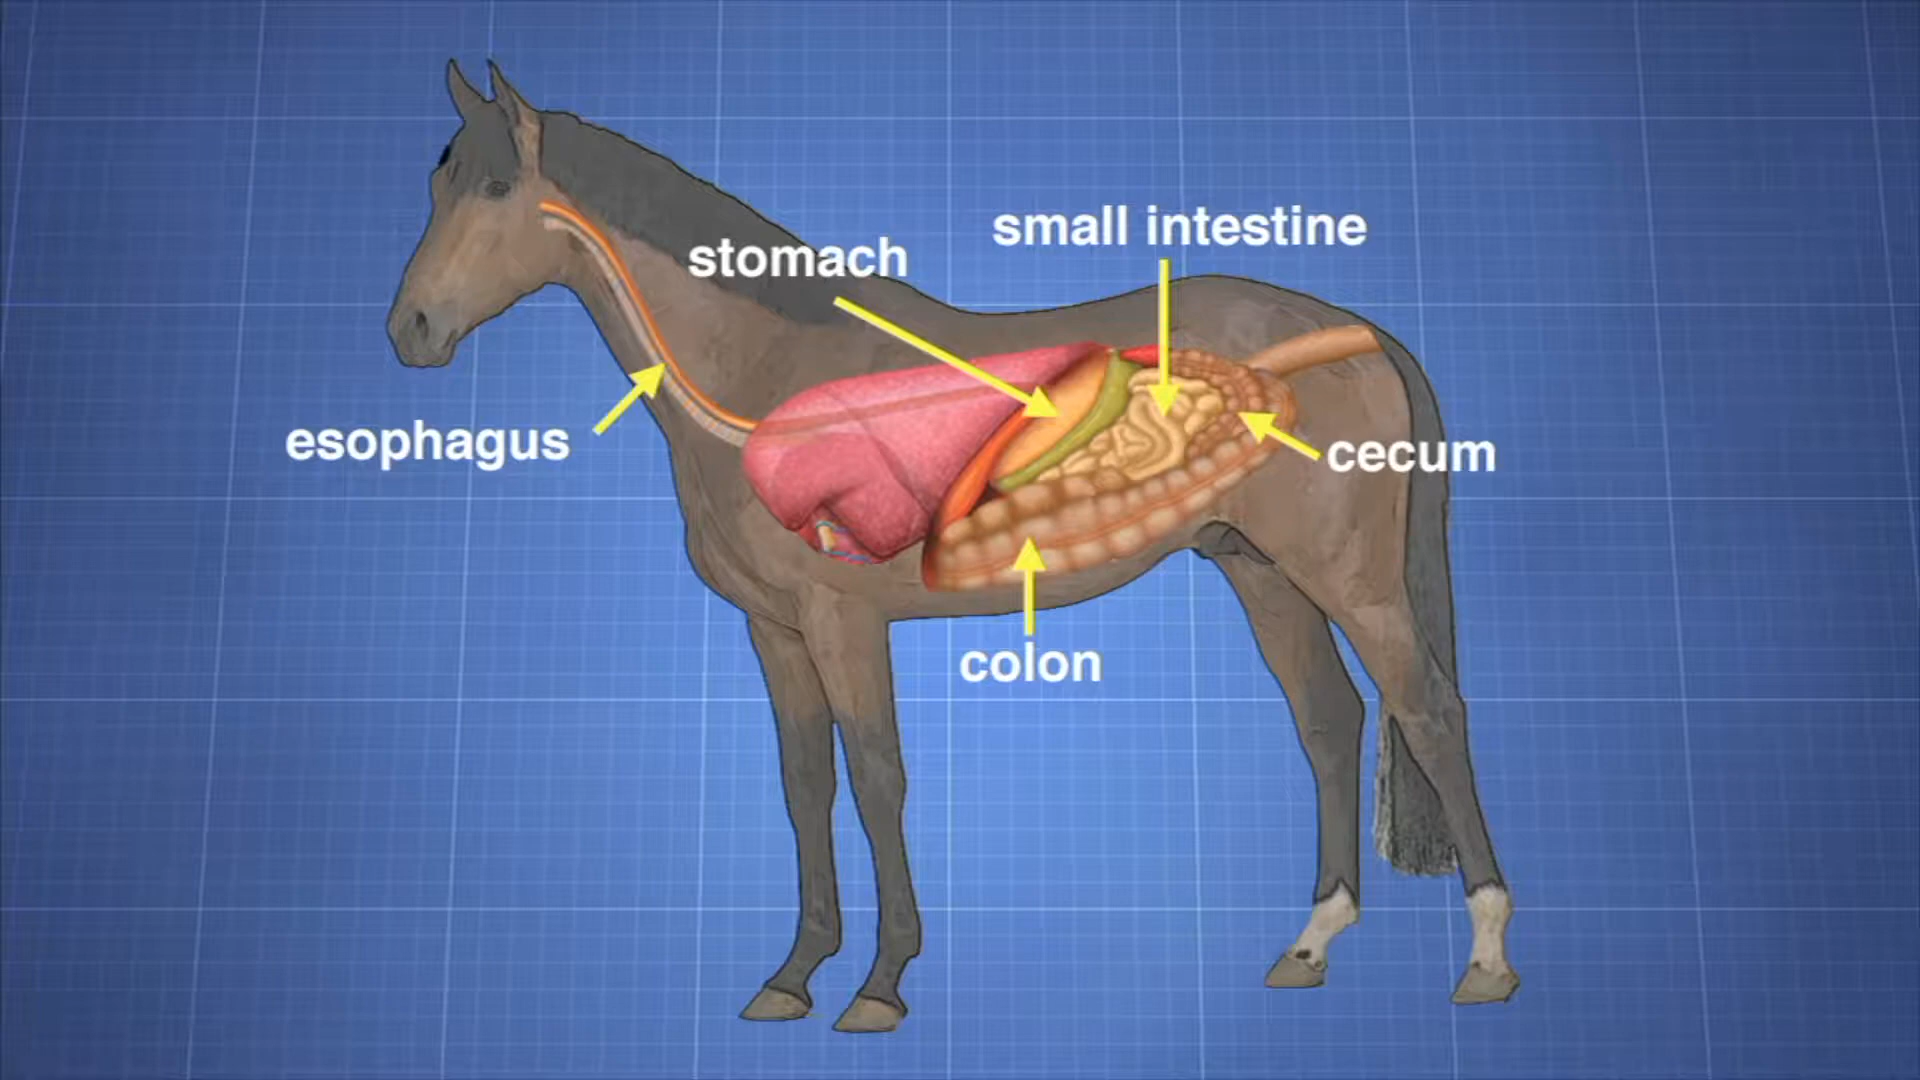 small intestine
stomach
esophagus
cecum
colon